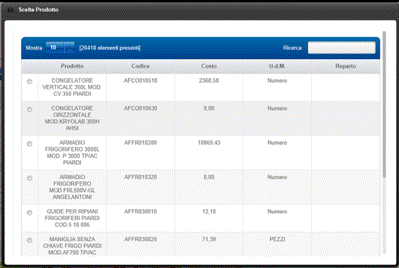 Scelta Prodotto
Mostra 10 [20418 elementi presenti] Ricerca
Prodotto Codice Costo U.d.M. Reparto
CONGELATORE VERTICALE 350L MOD. CV 350 PIARDI AFCO010510 2368,58 Numero
CONGELATORE ORIZZONTALE MOD.KRYOLAB 300H AHSI AFCO010630 0,00 Numero
ARMADIO FRIGORIFERO 3000L MOD. P 3000 TP/AC PIARDI AFFR010200 10869,43 Numero
ARMADIO FRIGORIFERO MOD.FRL500V-GL ANGELANTONI AFFR010320 0,00 Numero
GUIDE PER RIPIANI FRIGORIFERI PIARDI COD.5 10 006 AFFR030010 12,10 Numero
MANIGLIA SENZA CHIAVE FRIGO PIARDI MOD.AF700 TP/AC AFFR030020 71,39 PEZZI